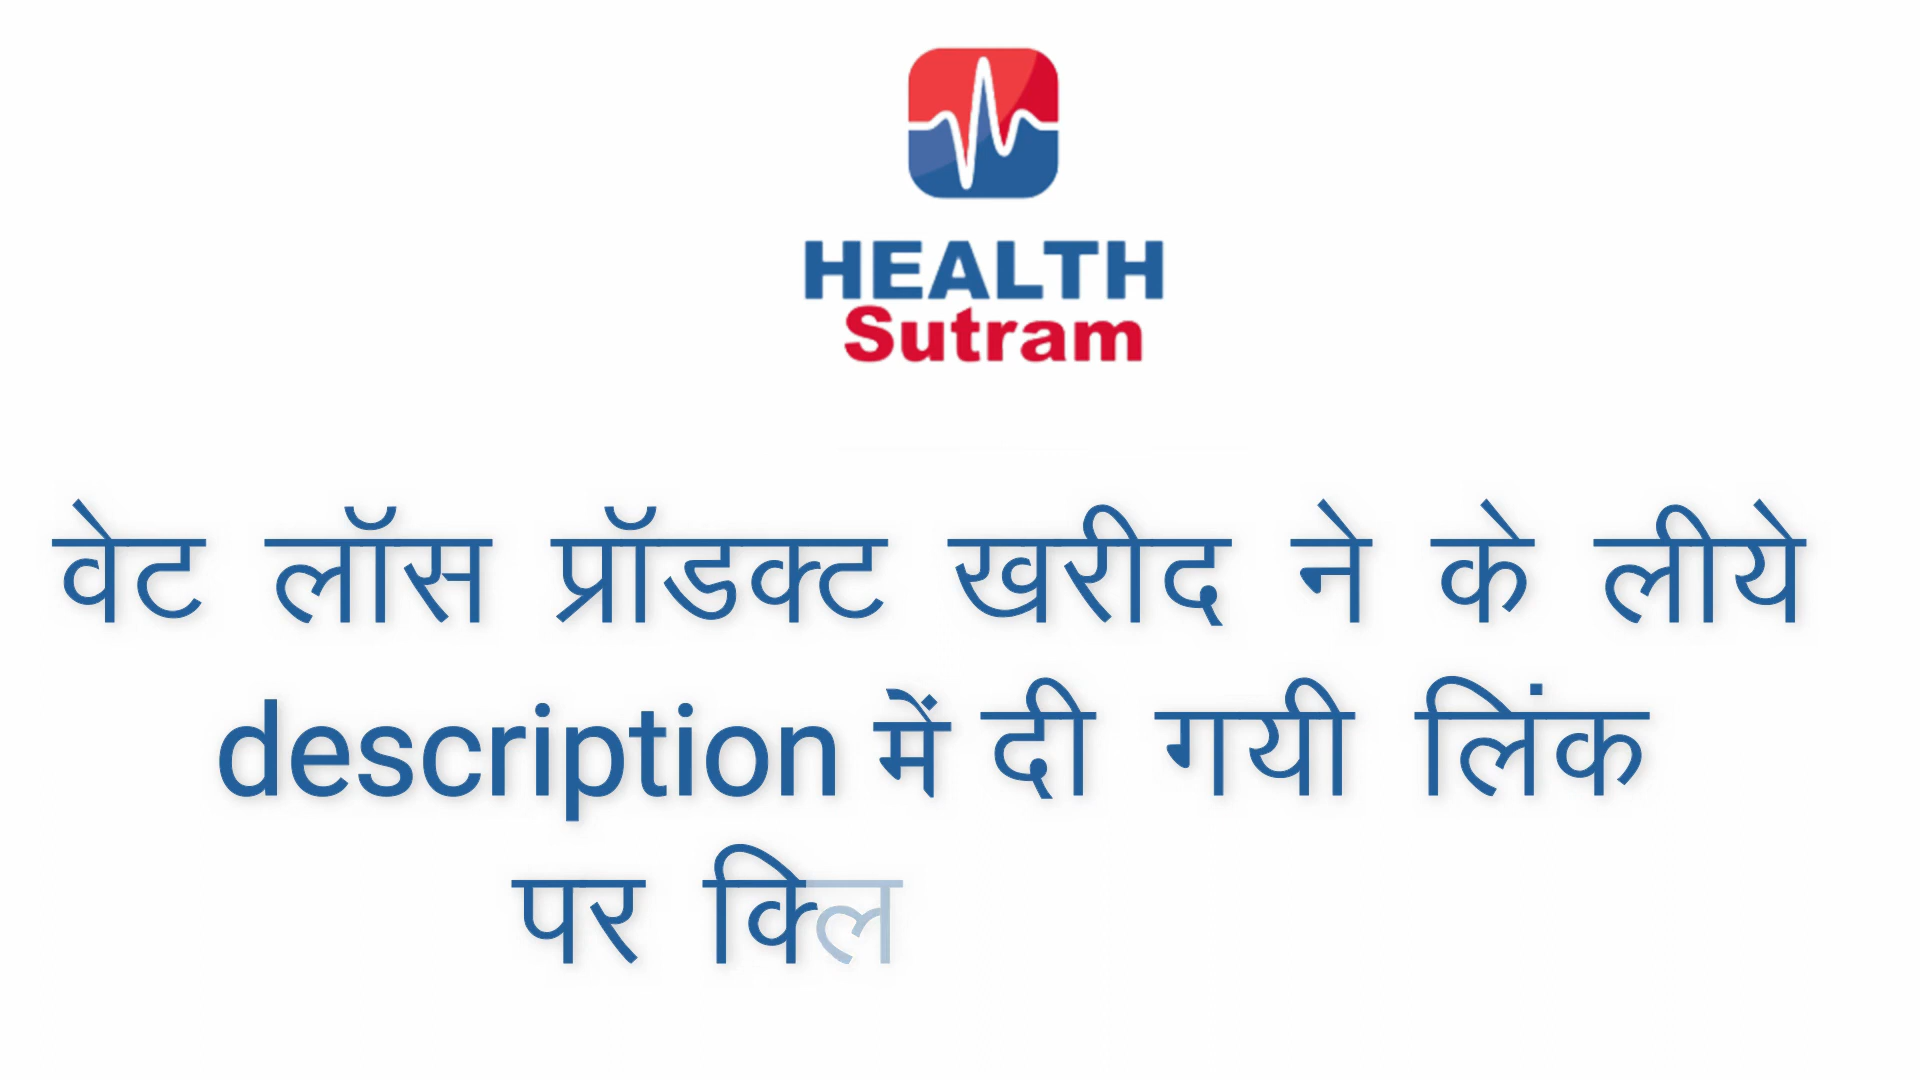 HEALTH
Sutram
वेट लॉस प्रॉडक्ट खरीद ने के लीये
description में दी गयी लिंक
पर क्लि